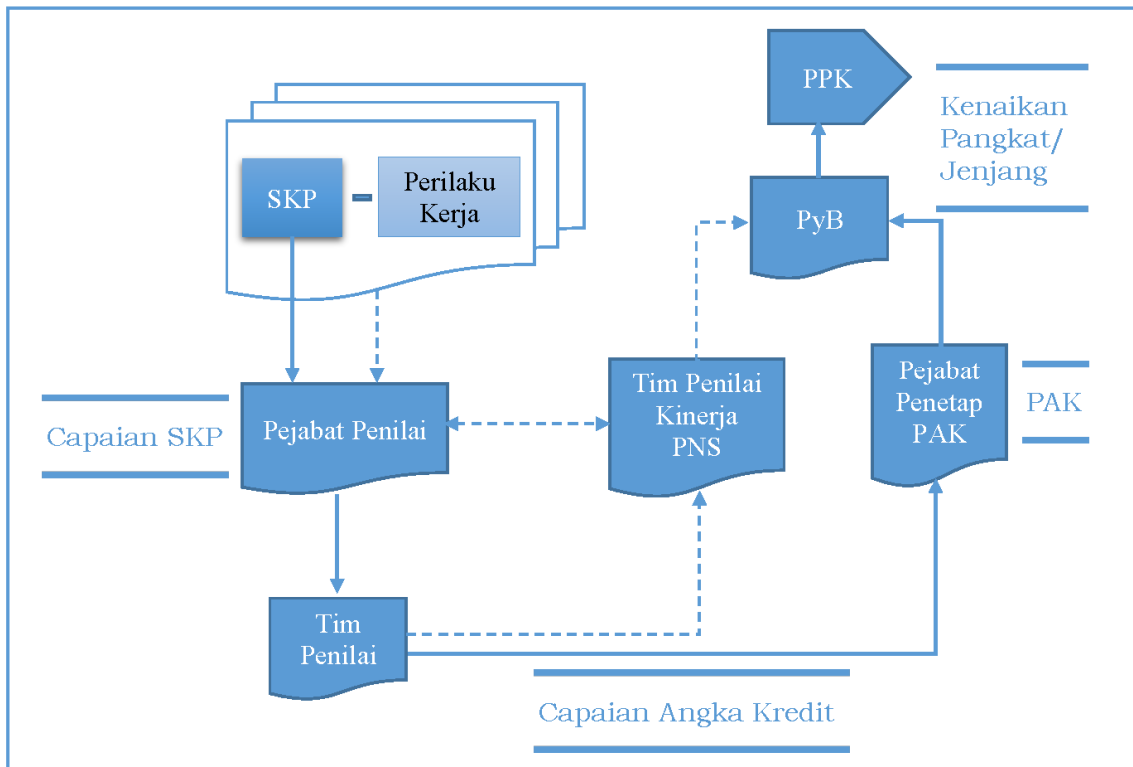 PPK
Kenaikan
Pangkat/
Jenjang
SKP
Perilaku
Kerja
PyB
Capaian SKP
Pejabat Penilai
Tim Penilai
Kinerja
PNS
Pejabat
Penetap
PAK
PAK
Tim
Penilai
Capaian Angka Kredit